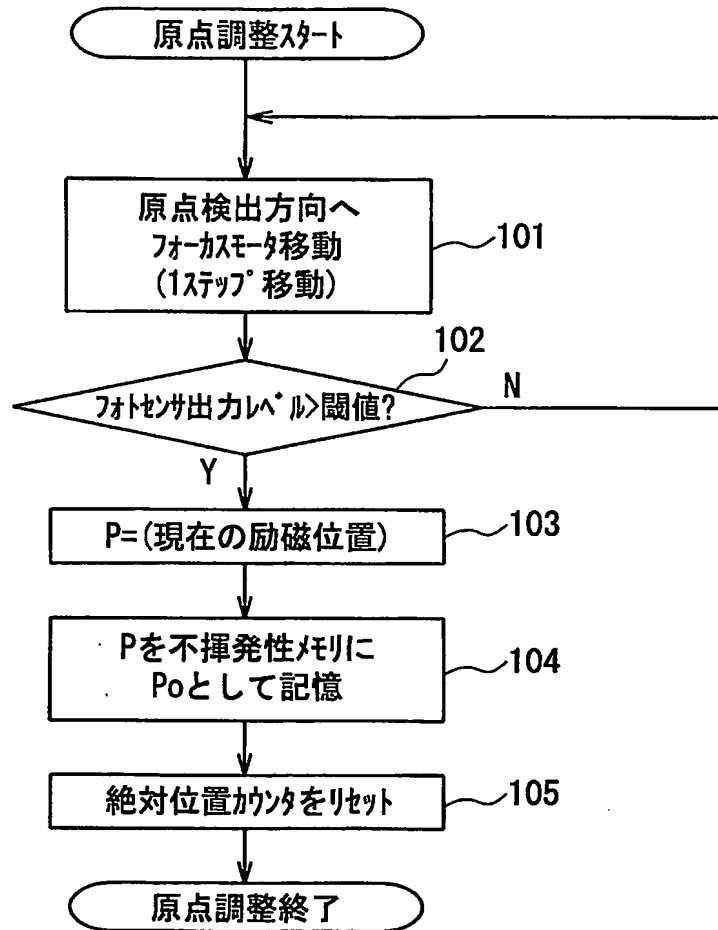 原点調整スタート
原点検出方向へ
フォーカスモータ移動
(1ステップ移動)
101
102
フォトセンサ出力レベル>閾値?
N
Y
P=(現在の励磁位置)
103
Pを不揮発性メモリに
Poとして記憶
104
絶対位置カウンタをリセット
105
原点調整終了